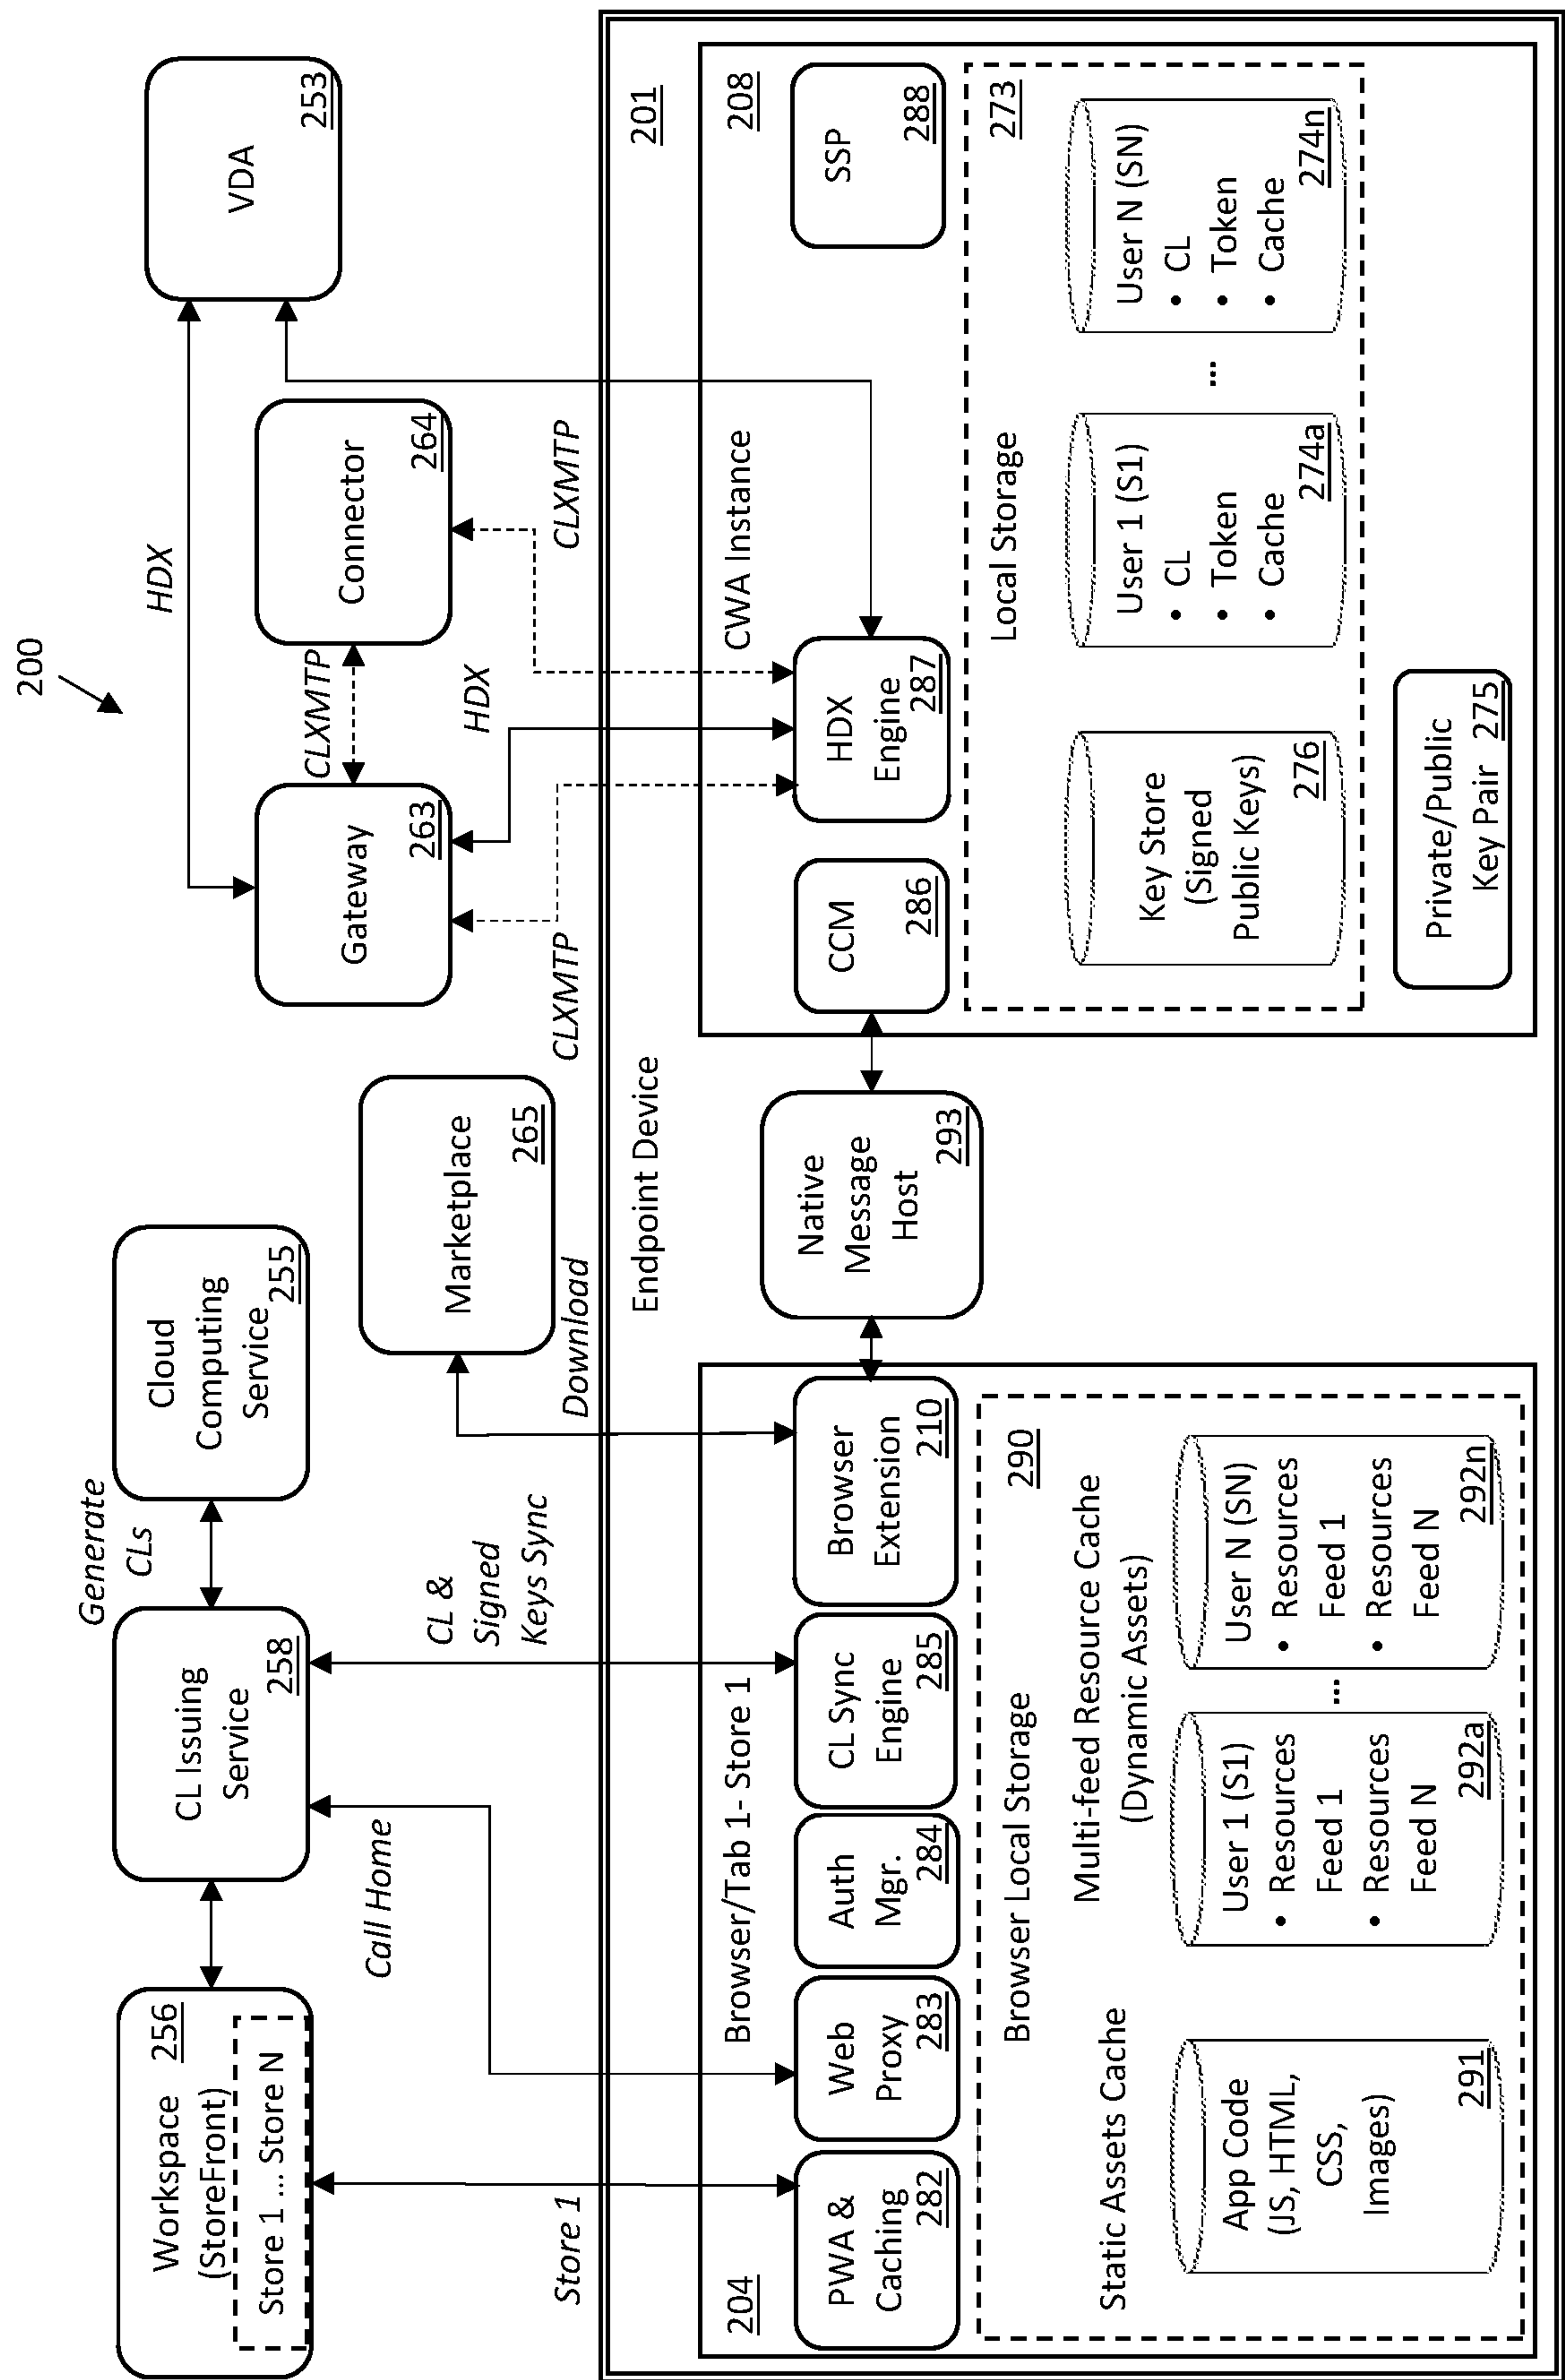 200
Workspace
(StoreFront)
256
Store 1 ... Store N
CL Issuing
Service
258
Generate
CLs
Cloud
Computing
Service
255
Marketplace
265
Gateway
263
CLXMTP
Connector
264
HDX
VDA
253
Store 1
Call Home
CL &
Signed
Keys Sync
Download
CLXMTP
HDX
CLXMTP
Endpoint Device
201
204
Browser/Tab 1- Store 1
PWA &
Caching
282
Web
Proxy
283
Auth
Mgr.
284
CL Sync
Engine
285
Browser
Extension
210
Browser Local Storage
290
Static Assets Cache
App Code
(JS, HTML,
CSS,
Images)
291
Multi-feed Resource Cache
(Dynamic Assets)
User 1 (S1)
• Resources
Feed 1
• Resources
Feed N
292a
...
User N (SN)
• Resources
Feed 1
• Resources
Feed N
292n
Native
Message
Host
293
CWA Instance
208
CCM
286
HDX
Engine
287
SSP
288
Local Storage
273
Key Store
(Signed
Public Keys)
276
User 1 (S1)
• CL
• Token
• Cache
274a
...
User N (SN)
• CL
• Token
• Cache
274n
Private/Public
Key Pair 275